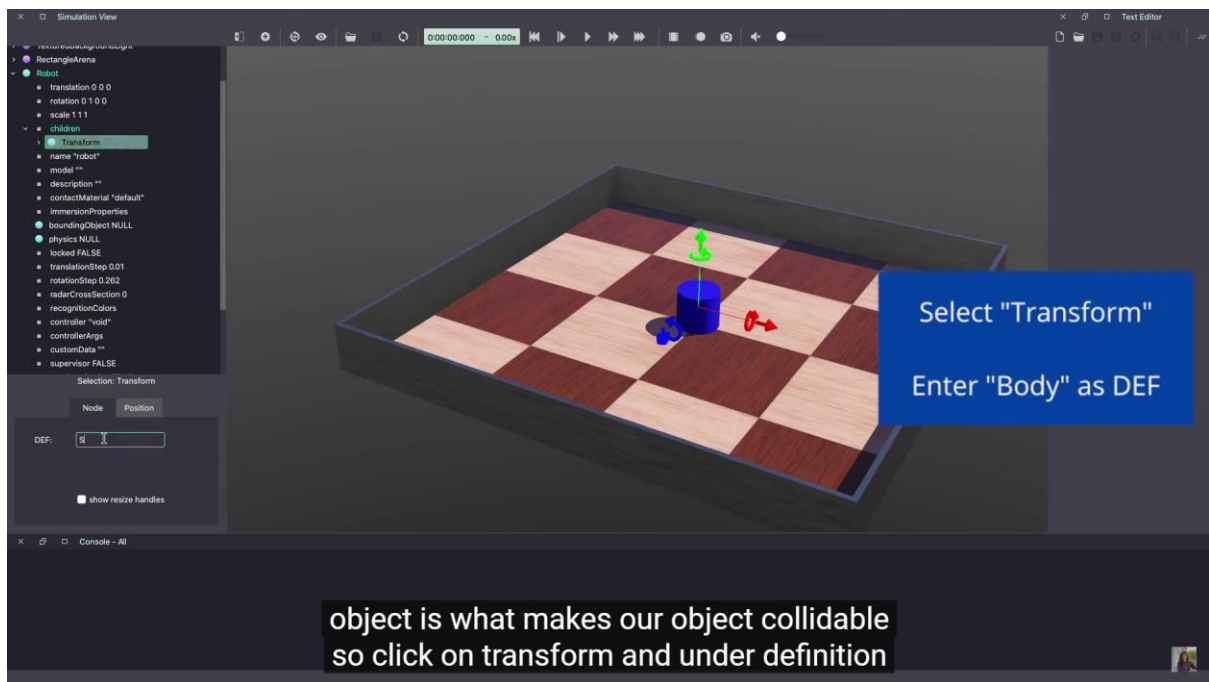 Simulation View
Text Editor
0:00:00:000 - 0.00x
TexturedBackgroundLight
RectangleArena
Robot
translation 0 0 0
rotation 0 1 0 0
scale 1 1 1
children
Transform
name "robot"
model ""
description ""
contactMaterial "default"
immersionProperties
boundingObject NULL
physics NULL
locked FALSE
translationStep 0.01
rotationStep 0.262
radarCrossSection 0
recognitionColors
controller "void"
controllerArgs
customData ""
supervisor FALSE
Selection: Transform
Node Position
DEF: S
show resize handles
Select "Transform"
Enter "Body" as DEF
Console - All
object is what makes our object collidable
so click on transform and under definition